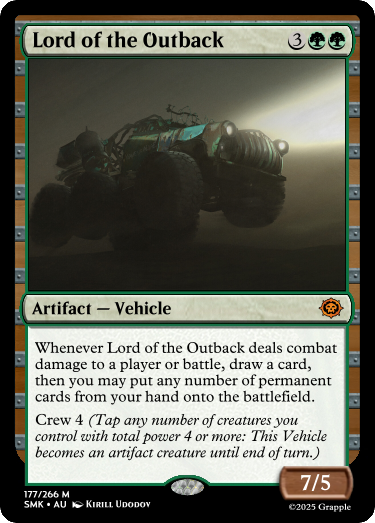 Lord of the Outback 3
Artifact — Vehicle
Whenever Lord of the Outback deals combat
damage to a player or battle, draw a card,
then you may put any number of permanent
cards from your hand onto the battlefield.
Crew 4 (Tap any number of creatures you
control with total power 4 or more: This Vehicle
becomes an artifact creature until end of turn.)
7/5
177/266 M
SMK • AU Kirill Udodov
©2025 Grapple